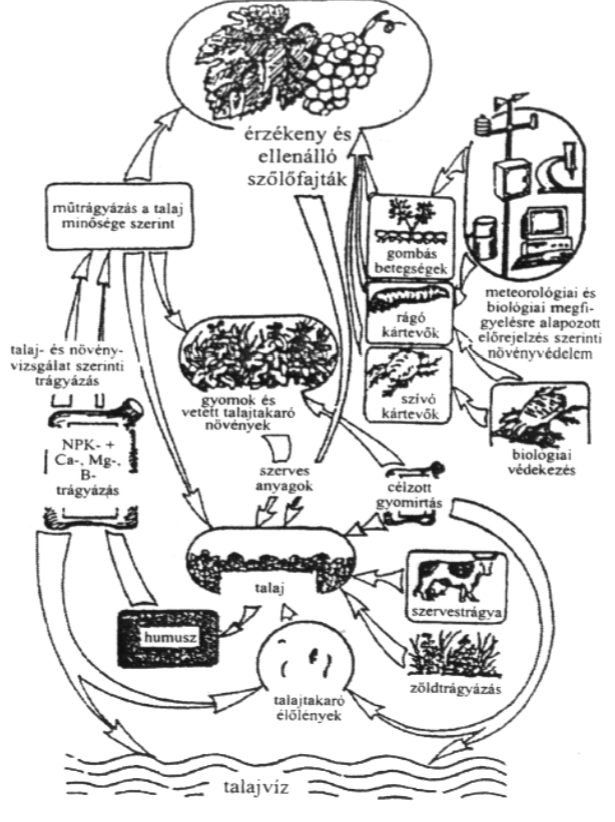 érzékeny és
ellenálló
szőlőfajták
műtrágyázás a talaj
minősége szerint
gombás
betegségek
rágó
kártevők
szívó
kártevők
meteorológiai és
biológiai megfi-
gyelésre alapozott
előrejelzés szerinti
növényvédelem
biológiai
védekezés
talaj- és növény-
vizsgálat szerinti
trágyázás
gyomok és
vetett talajtakaró
növények
NPK- +
Ca-, Mg-,
B-
trágyázás
szerves
anyagok
célzott
gyomirtás
talaj
szervestrágya
humusz
zöldtrágyázás
talajtakaró
élőlények
talajvíz